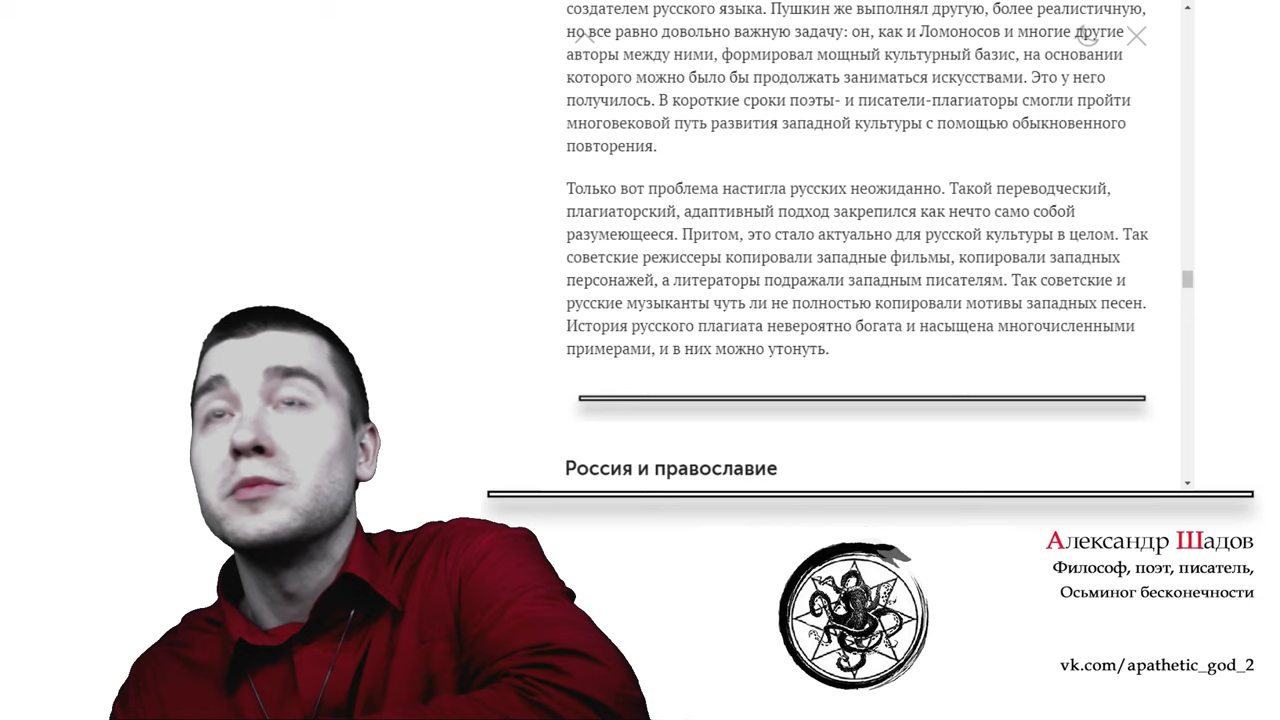 создателем русского языка. Пушкин же выполнял другую, более реалистичную,
но все равно довольно важную задачу: он, как и Ломоносов и многие другие
авторы между ними, формировал мощный культурный базис, на основании
которого можно было бы продолжать заниматься искусствами. Это у него
получилось. В короткие сроки поэты- и писатели-плагиаторы смогли пройти
многовековой путь развития западной культуры с помощью обыкновенного
повторения.
Только вот проблема настигла русских неожиданно. Такой переводческий,
плагиаторский, адаптивный подход закрепился как нечто само собой
разумеющееся. Притом, это стало актуально для русской культуры в целом. Так
советские режиссеры копировали западные фильмы, копировали западных
персонажей, а литераторы подражали западным писателям. Так советские и
русские музыканты чуть ли не полностью копировали мотивы западных песен.
История русского плагиата невероятно богата и насыщена многочисленными
примерами, и в них можно утонуть.
Россия и православие
Александр Шадов
Философ, поэт, писатель,
Осьминог бесконечности
vk.com/apathetic_god_2